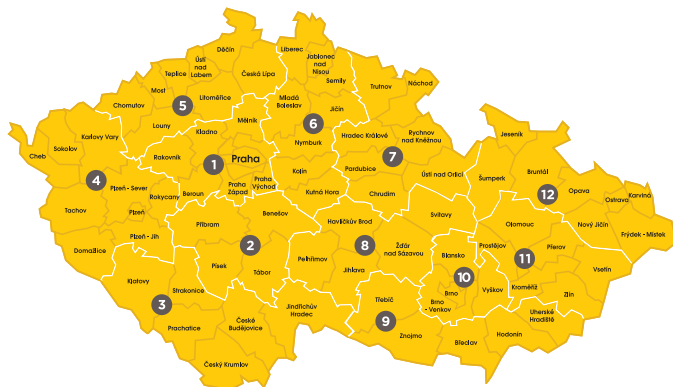 Děčín
Liberec
Jablonec
nad
Nisou
Ústí
nad
Labem
Teplice
Česká Lípa
Semily
Most
Litoměřice
Chomutov
5
Louny
Mělník
Mladá
Boleslav
Jičín
6
Nymburk
Trutnov
Náchod
Hradec Králové
Rychnov
nad Kněžnou
7
Karlovy Vary
Sokolov
Cheb
Kladno
Rakovník
1
Praha
Kolín
Pardubice
Ústí nad Orlicí
Jeseník
Šumperk
Bruntál
12
Opava
Karviná
Ostrava
4
Plzeň - Sever
Rokycany
Beroun
Praha
Západ
Praha
Východ
Kutná Hora
Chrudim
Tachov
Plzeň
Plzeň - Jih
Domažlice
Příbram
Benešov
2
Havlíčkův Brod
Svitavy
Olomouc
Nový Jičín
Frýdek - Místek
Písek
Tábor
Pelhřimov
8
Jihlava
Žďár
nad Sázavou
Blansko
Prostějov
Přerov
11
Vsetín
Klatovy
Strakonice
3
Prachatice
České
Budějovice
Jindřichův
Hradec
Třebíč
9
Znojmo
10
Brno
Brno
- Venkov
Vyškov
Kroměříž
Zlín
Uherské
Hradiště
Hodonín
Břeclav
Český Krumlov